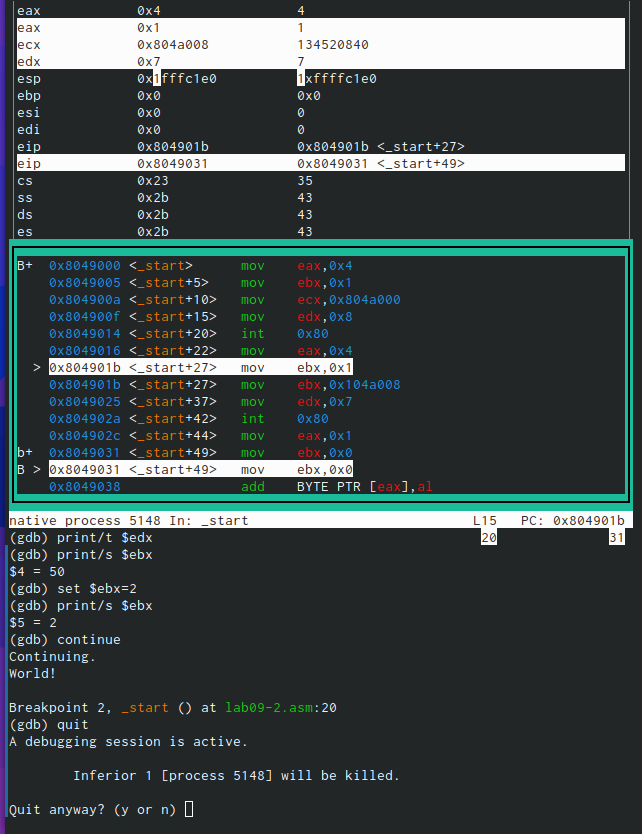 eax 0x4 4
eax 0x1 1
ecx 0x804a008 134520840
edx 0x7 7
esp 0x1fffc1e0 1xffffc1e0
ebp 0x0 0x0
esi 0x0 0
edi 0x0 0
eip 0x804901b 0x804901b <_start+27>
eip 0x8049031 0x8049031 <_start+49>
cs 0x23 35
ss 0x2b 43
ds 0x2b 43
es 0x2b 43
B+ 0x8049000 <_start> mov eax,0x4
0x8049005 <_start+5> mov ebx,0x1
0x804900a <_start+10> mov ecx,0x804a000
0x804900f <_start+15> mov edx,0x8
0x8049014 <_start+20> int 0x80
0x8049016 <_start+22> mov eax,0x4
> 0x804901b <_start+27> mov ebx,0x1
0x804901b <_start+27> mov ebx,0x104a008
0x8049025 <_start+37> mov edx,0x7
0x804902a <_start+42> int 0x80
0x804902c <_start+44> mov eax,0x1
b+ 0x8049031 <_start+49> mov ebx,0x0
B > 0x8049031 <_start+49> mov ebx,0x0
0x8049038 add BYTE PTR [eax],al
native process 5148 In: _start L15 PC: 0x804901b
(gdb) print/t $edx 20 31
(gdb) print/s $ebx
$4 = 50
(gdb) set $ebx=2
(gdb) print/s $ebx
$5 = 2
(gdb) continue
Continuing.
World!
Breakpoint 2, _start () at lab09-2.asm:20
(gdb) quit
A debugging session is active.
Inferior 1 [process 5148] will be killed.
Quit anyway? (y or n)